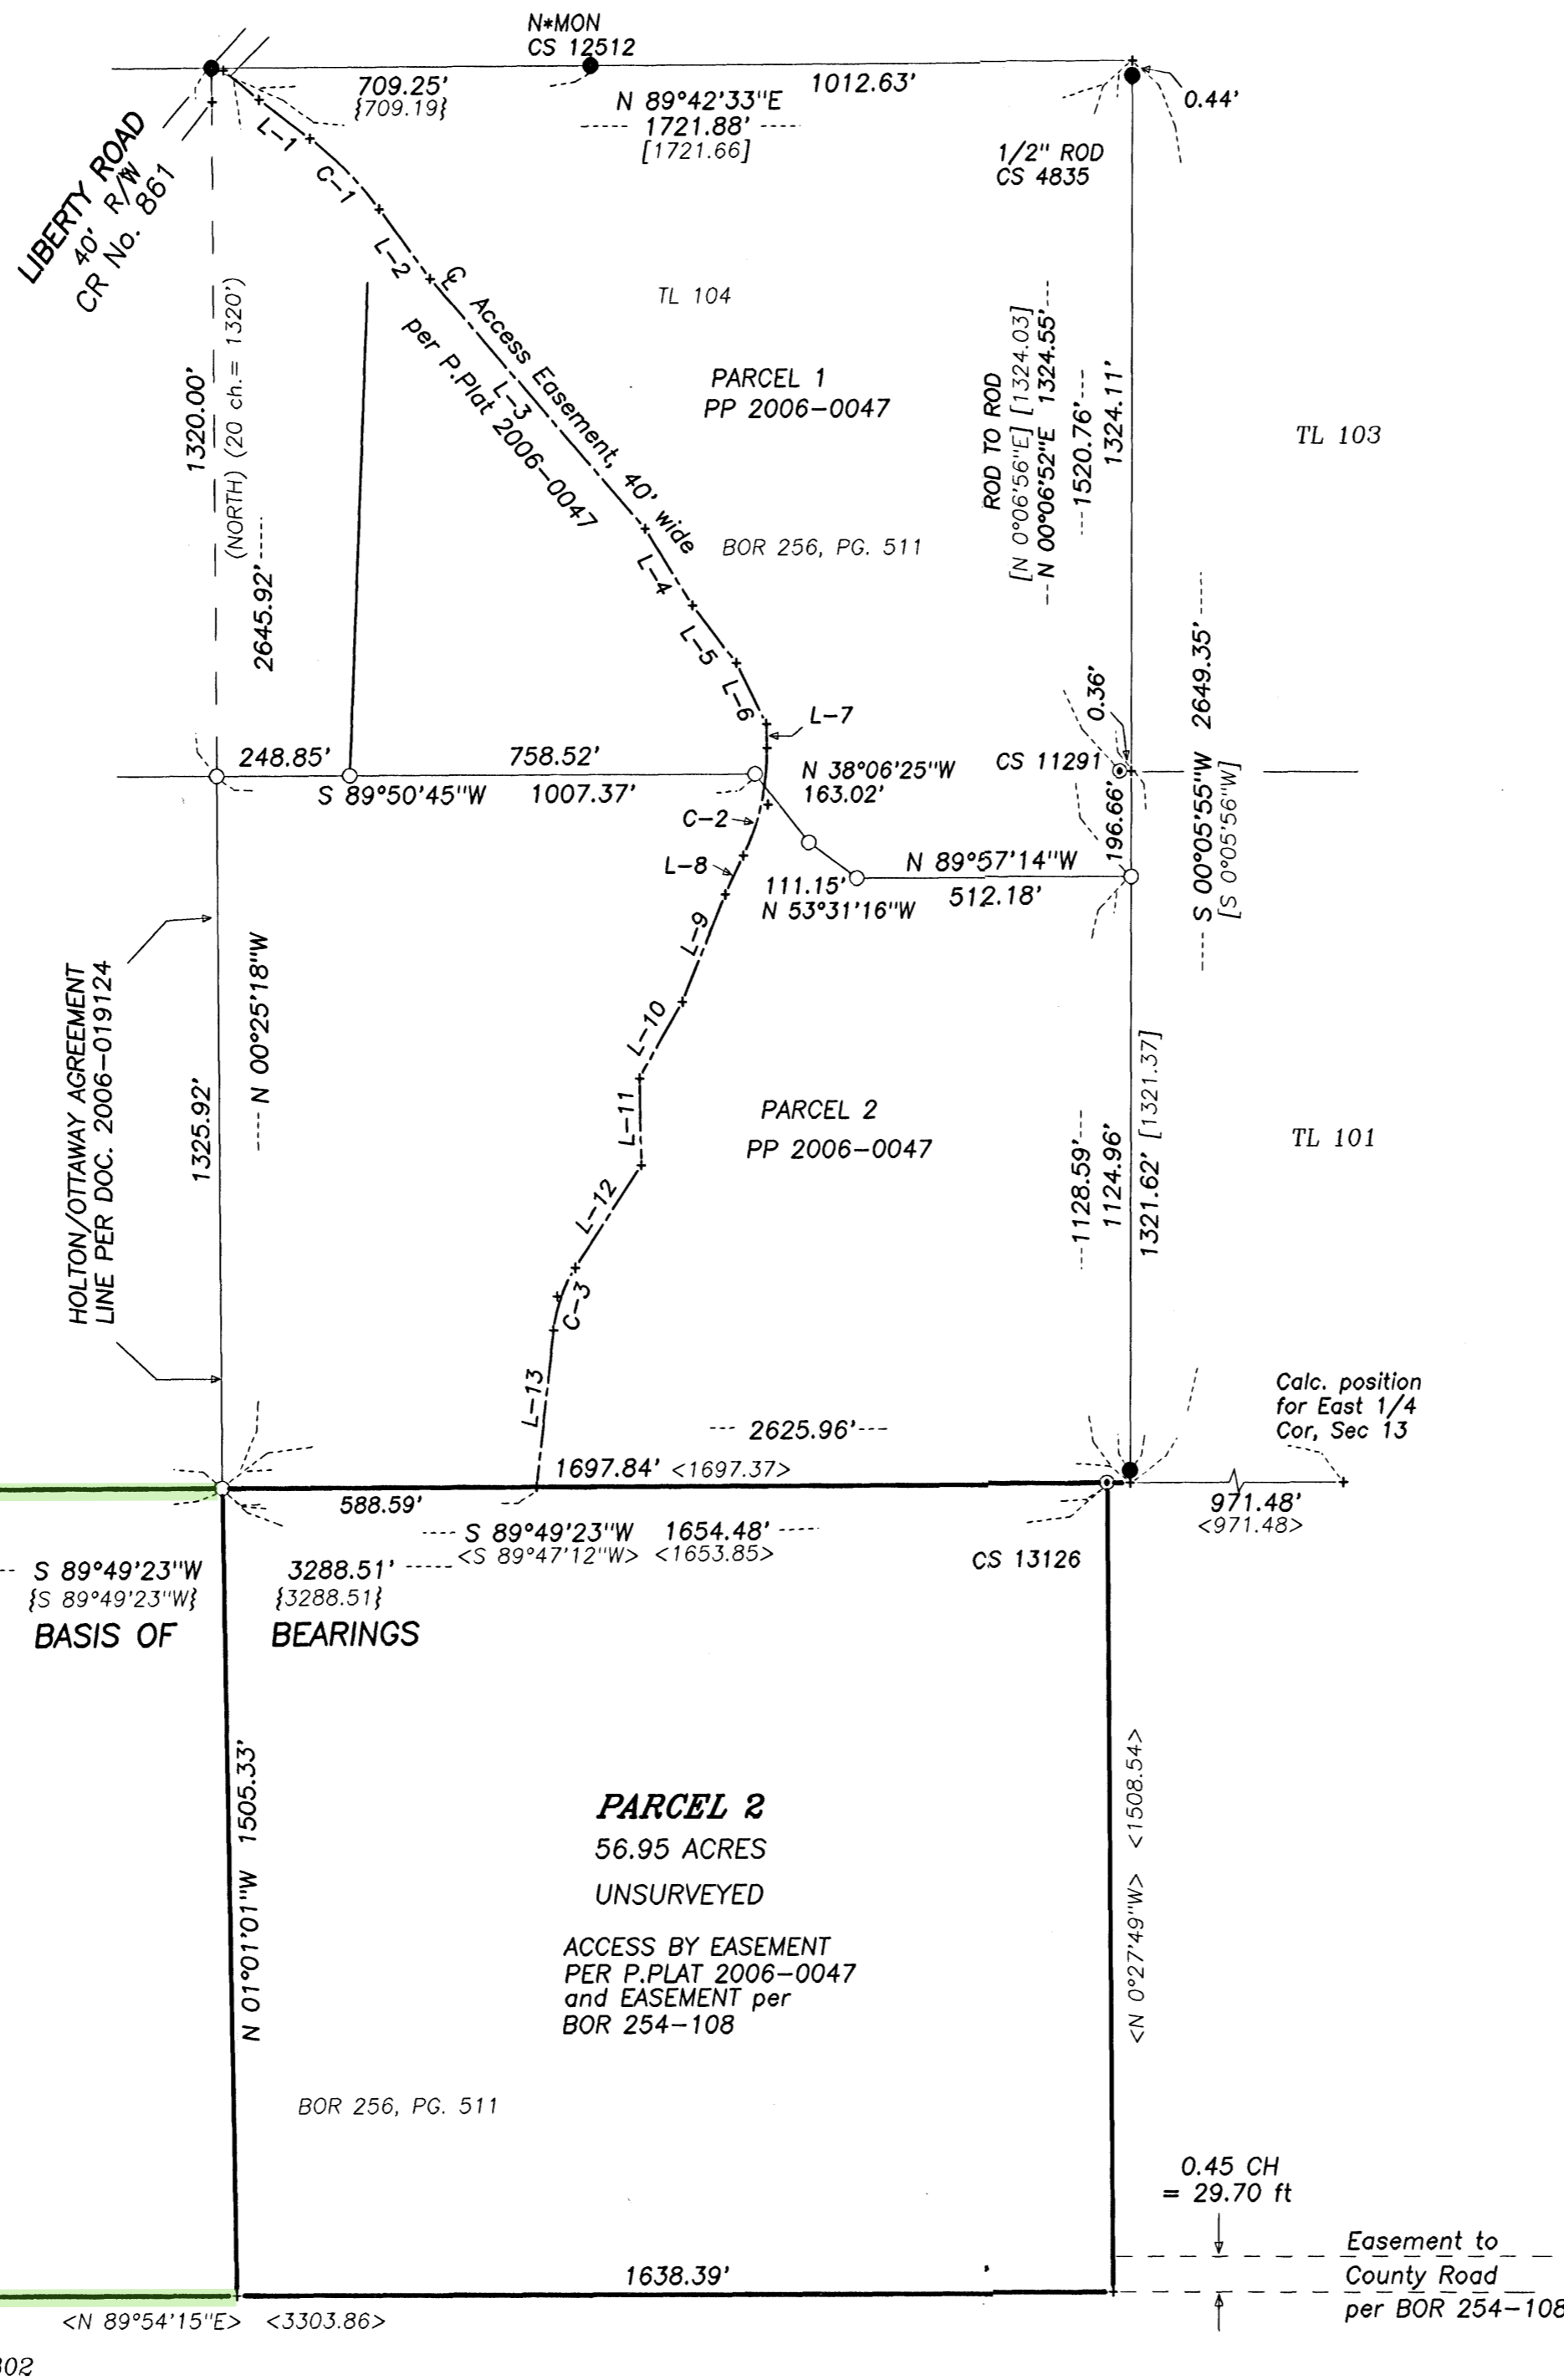 N*MON
CS 12512
709.25'
{709.19}
1012.63'
N 89°42'33"E
1721.88'
[1721.66]
0.44'
1/2" ROD
CS 4835
LIBERTY ROAD
40' R/W
CR No. 861
L-1
C-1
L-2
℄ Access Easement, 40' wide
L-3
per P.Plat 2006-0047
TL 104
PARCEL 1
PP 2006-0047
1320.00'
(NORTH) (20 ch.= 1320')
2645.92'
ROD TO ROD
[N 0°06'56"E] [1324.03]
N 00°06'52"E 1324.55'
1520.76'
1324.11'
TL 103
BOR 256, PG. 511
L-4
L-5
L-6
L-7
0.36'
S 00°05'55"W 2649.35'
[S 0°05'56"W]
248.85'
758.52'
S 89°50'45"W 1007.37'
N 38°06'25"W
163.02'
CS 11291
196.66'
C-2
L-8
111.15'
N 53°31'16"W
N 89°57'14"W
512.18'
L-9
L-10
HOLTON/OTTAWAY AGREEMENT
LINE PER DOC. 2006-019124
N 00°25'18"W
1325.92'
L-11
L-12
C-3
L-13
PARCEL 2
PP 2006-0047
1128.59'
1124.96'
1321.62' [1321.37]
TL 101
Calc. position
for East 1/4
Cor, Sec 13
2625.96'
1697.84' <1697.37>
588.59'
S 89°49'23"W 1654.48'
<S 89°47'12"W> <1653.85>
971.48'
<971.48>
CS 13126
S 89°49'23"W 3288.51'
{S 89°49'23"W} {3288.51}
BASIS OF BEARINGS
N 01°01'01"W 1505.33'
<N 0°27'49"W> <1508.54>
PARCEL 2
56.95 ACRES
UNSURVEYED
ACCESS BY EASEMENT
PER P.PLAT 2006-0047
and EASEMENT per
BOR 254-108
BOR 256, PG. 511
0.45 CH
= 29.70 ft
Easement to
County Road
per BOR 254-108
1638.39'
<N 89°54'15"E> <3303.86>